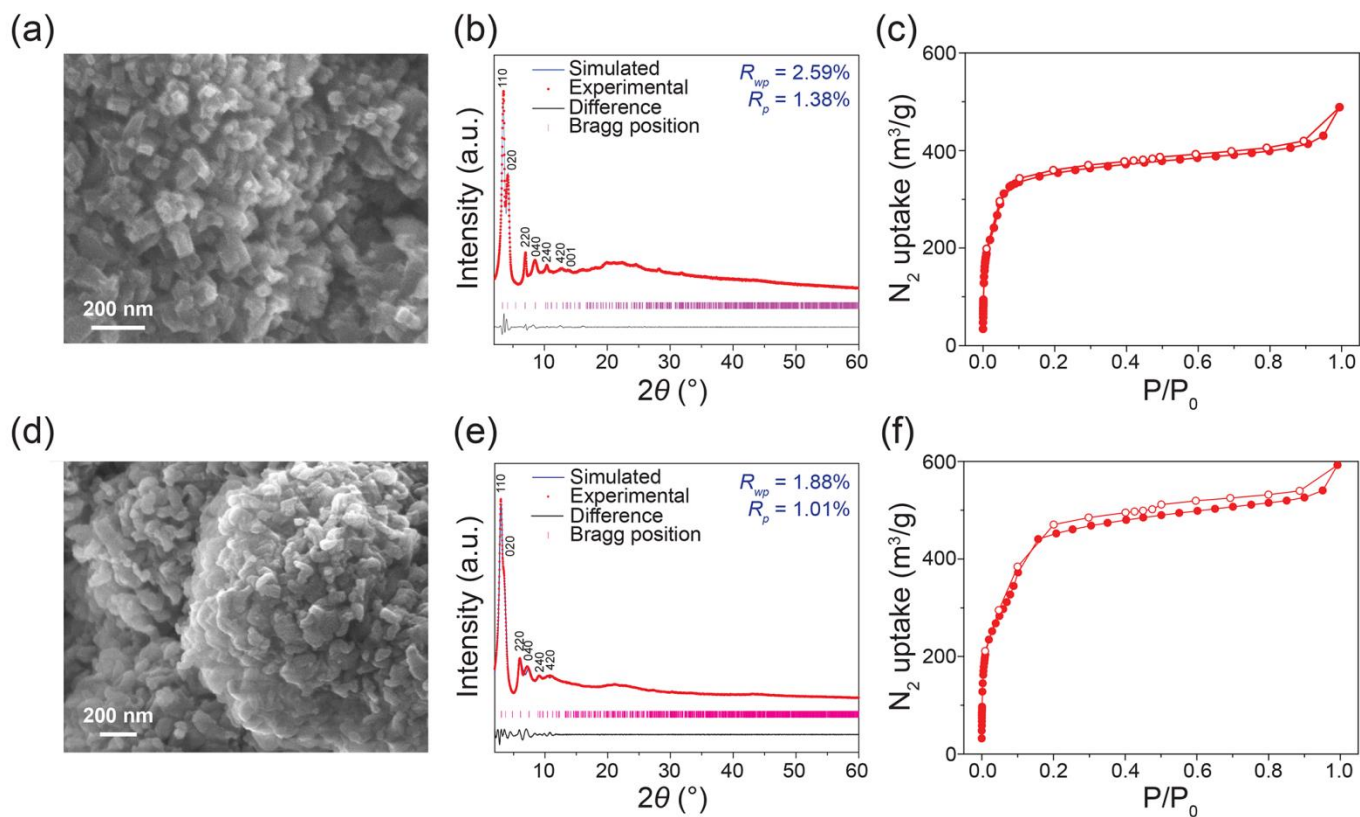 (a)
200 nm
(b)
Intensity (a.u.)
110
020
220
040
240
420
001
Simulated
Experimental
Difference
Bragg position
Rwp = 2.59%
Rp = 1.38%
10 20 30 40 50 60
2θ (°)
(c)
N2 uptake (m³/g)
600
400
200
0
0.0 0.2 0.4 0.6 0.8 1.0
P/P0
(d)
200 nm
(e)
Intensity (a.u.)
110
020
220
040
240
420
Simulated
Experimental
Difference
Bragg position
Rwp = 1.88%
Rp = 1.01%
10 20 30 40 50 60
2θ (°)
(f)
N2 uptake (m³/g)
600
400
200
0
0.0 0.2 0.4 0.6 0.8 1.0
P/P0